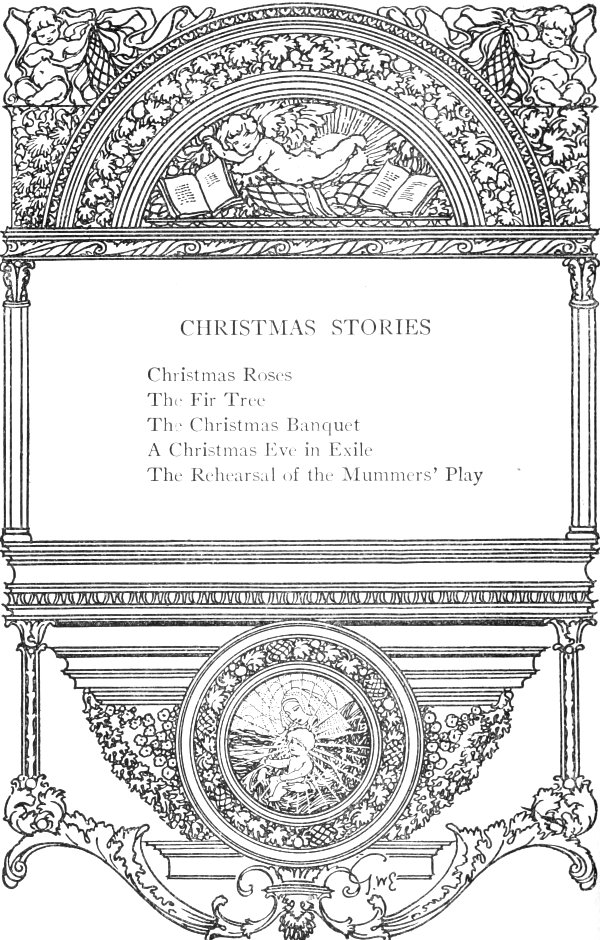 CHRISTMAS STORIES
Christmas Roses
The Fir Tree
The Christmas Banquet
A Christmas Eve in Exile
The Rehearsal of the Mummers' Play